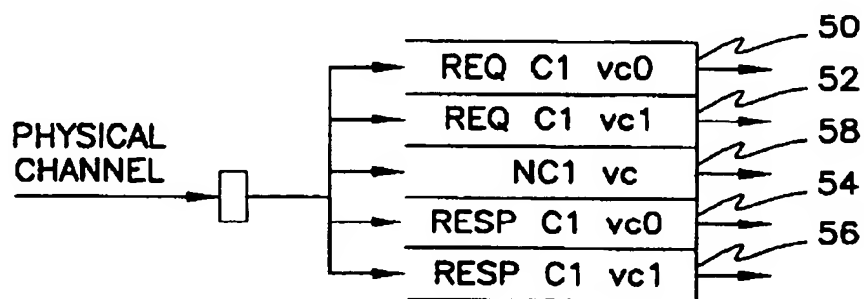 50
REQ C1 vc0
52
REQ C1 vc1
58
PHYSICAL
CHANNEL
NC1 vc
54
RESP C1 vc0
56
RESP C1 vc1